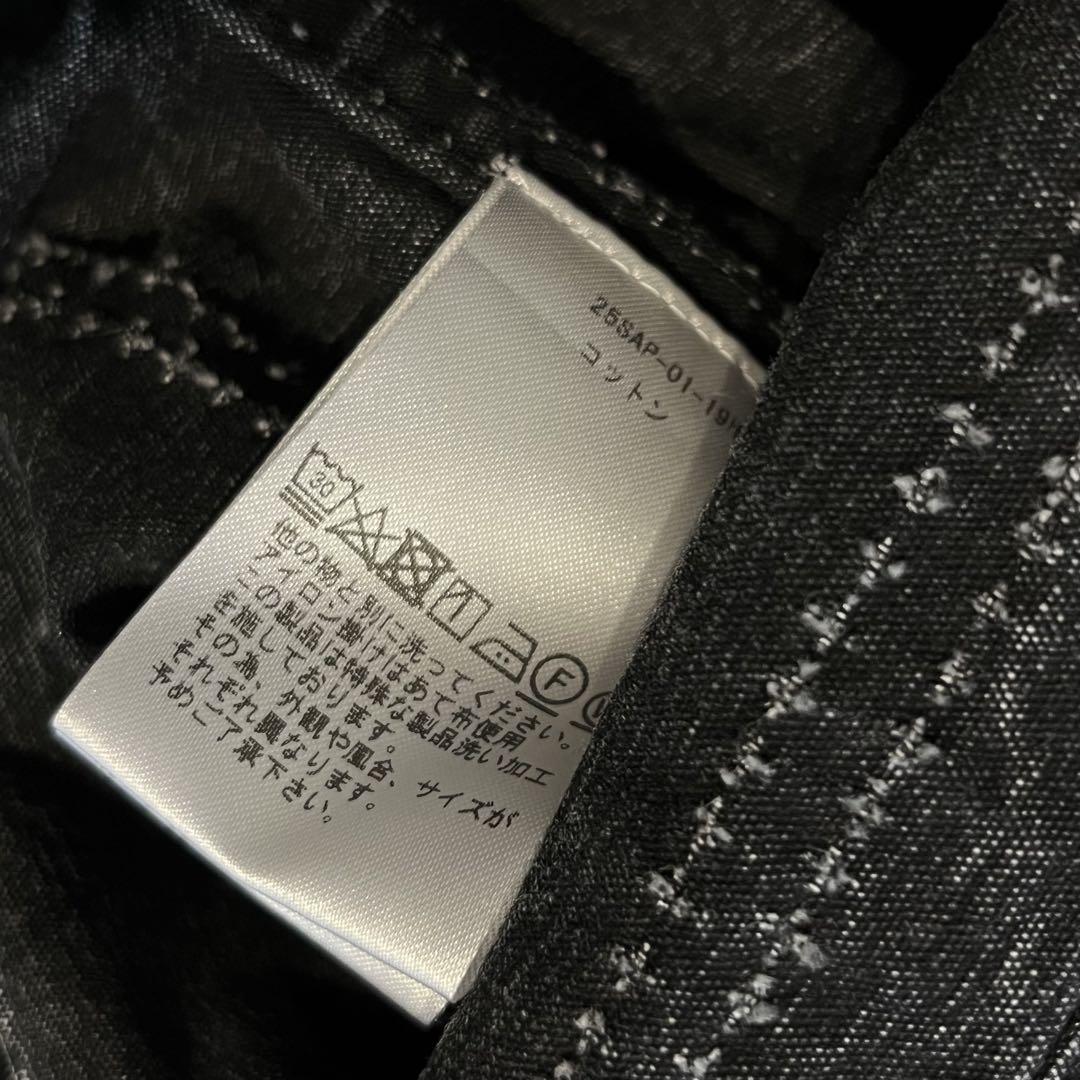 25SAP-01-19
コットン
30
F
他の物と別に洗ってください。
アイロン掛けはあて布使用
この製品は特殊な製品洗い加工
を施しております。
その為、外観や風合、サイズが
それぞれ異なります。
予めご了承下さい。